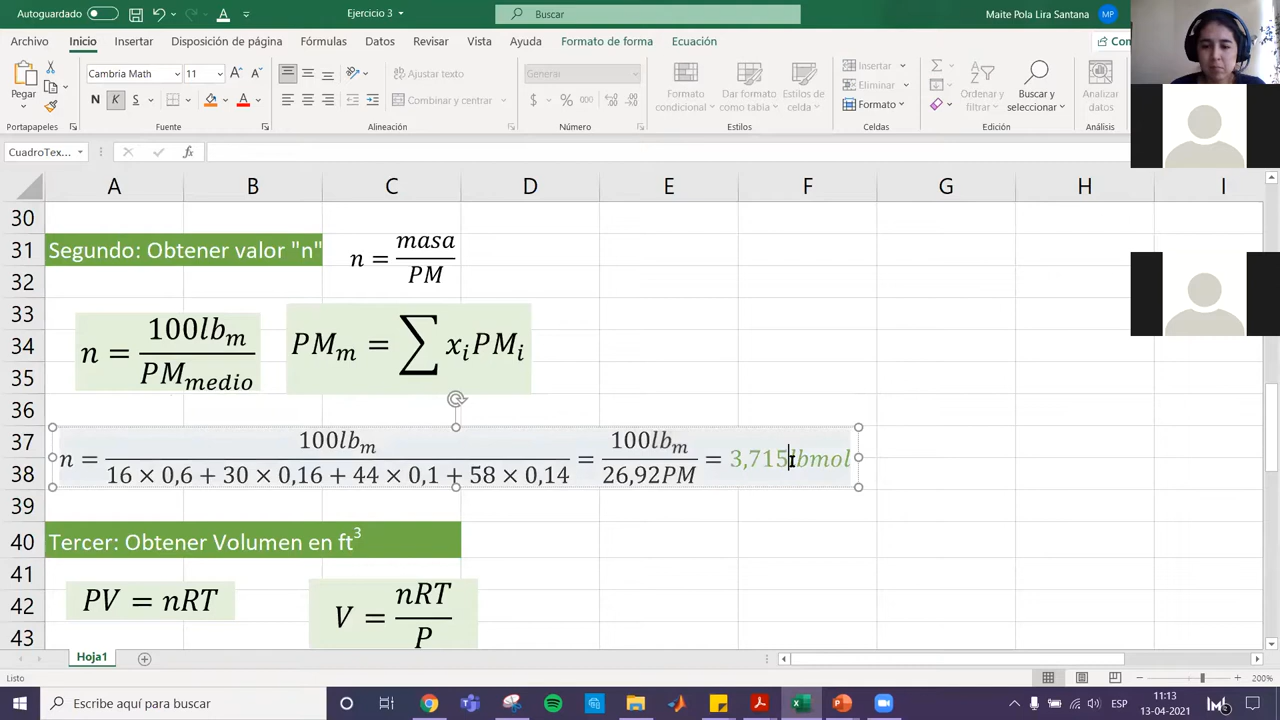 Autoguardado
Ejercicio 3
Buscar
Maite Pola Lira Santana
MP
Archivo Inicio Insertar Disposición de página Fórmulas Datos Revisar Vista Ayuda Formato de forma Ecuación Com
Pegar
Cambria Math 11
N K S
Ajustar texto
Combinar y centrar
General
$ % 000
Formato condicional
Dar formato como tabla
Estilos de celda
Insertar
Eliminar
Formato
Ordenar y filtrar
Buscar y seleccionar
Analizar datos
Portapapeles Fuente Alineación Número Estilos Celdas Edición Análisis
CuadroTex... fx
A B C D E F G H I
30
31 Segundo: Obtener valor "n" n = masa / PM
32
33
34 n = 100lb_m / PM_medio PM_m = ∑ x_i PM_i
35
36
37
38 n = 100lb_m / 16 × 0,6 + 30 × 0,16 + 44 × 0,1 + 58 × 0,14 = 100lb_m / 26,92PM = 3,715lbmol
39
40 Tercer: Obtener Volumen en ft³
41
42 PV = nRT V = nRT / P
43
Hoja1
Listo
200%
Escribe aquí para buscar
ESP
11:13
13-04-2021